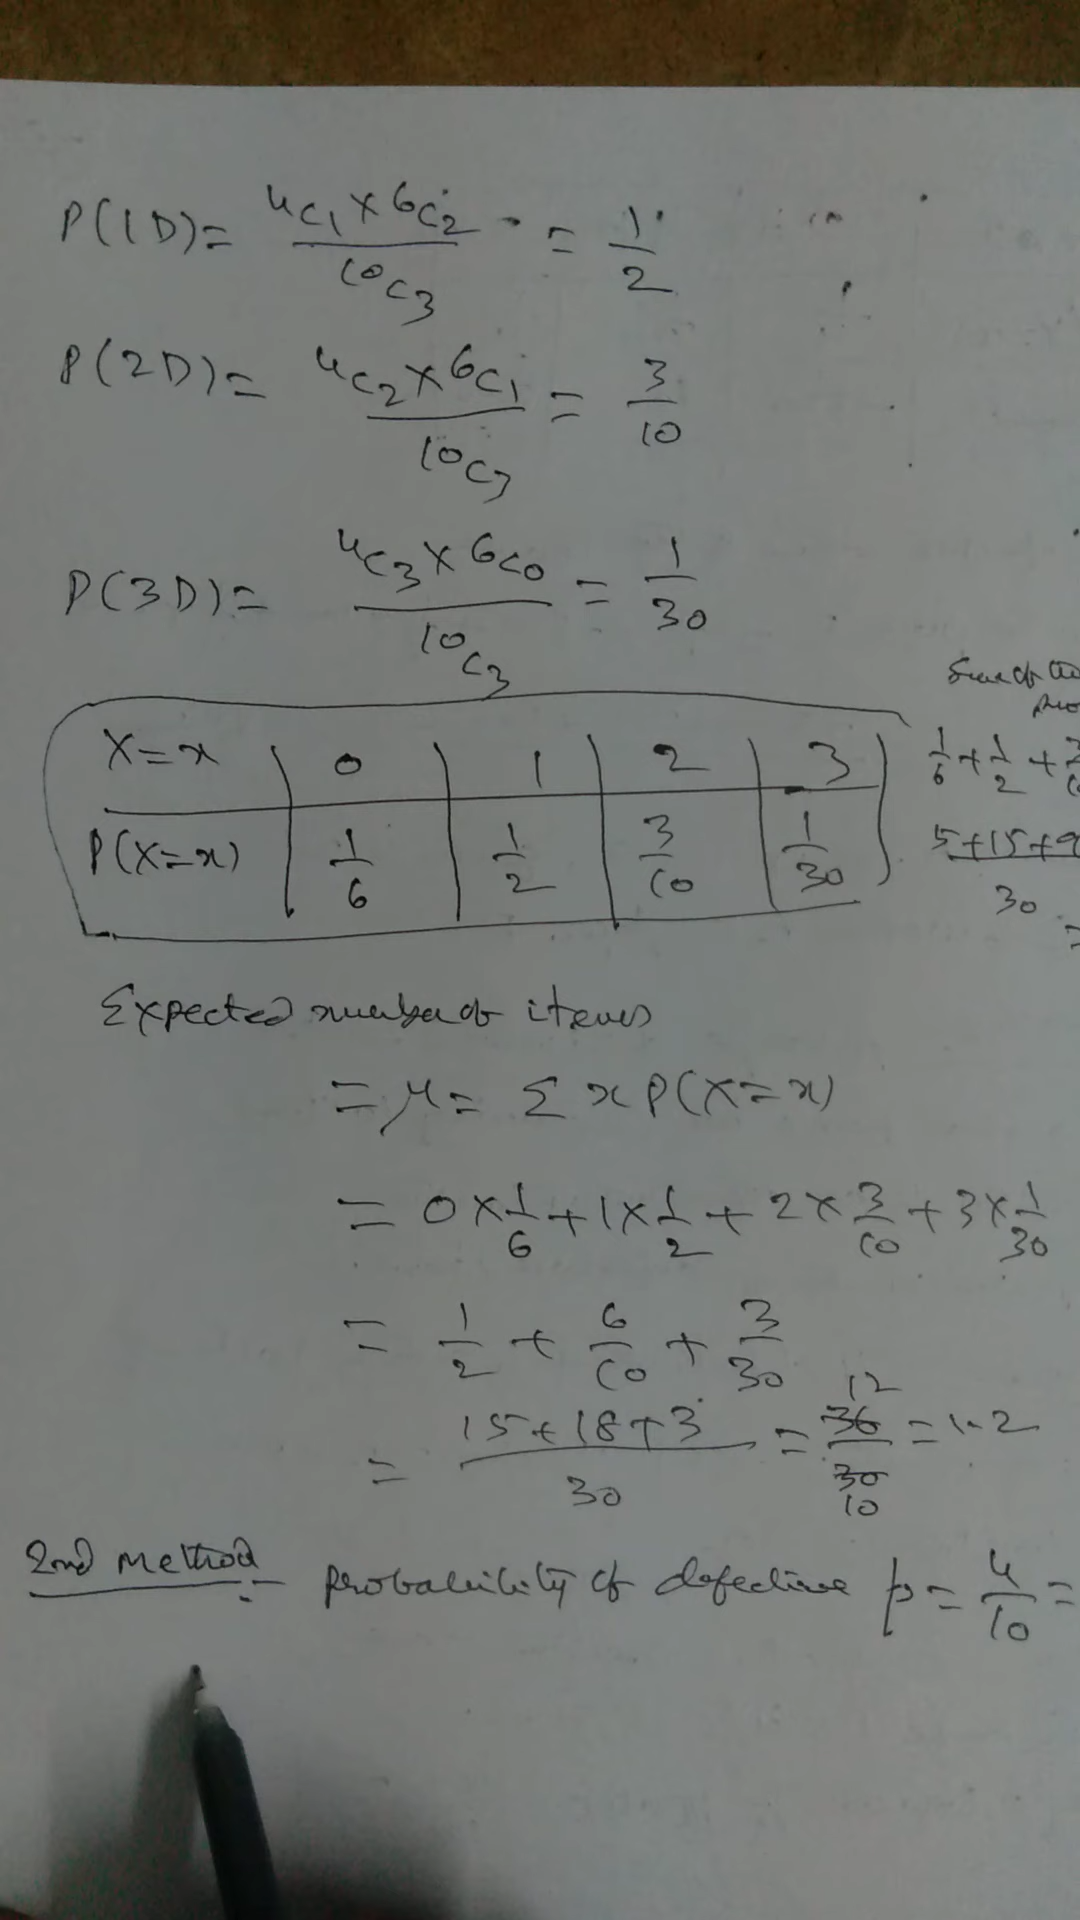 P(1D)= 4C1 × 6C2 / 10C3 = 1/2
P(2D)= 4C2 × 6C1 / 10C3 = 3/10
P(3D)= 4C3 × 6C0 / 10C3 = 1/30
Sum of the
X=x | 0 | 1 | 2 | 3
1/6 + 1/2 +
P(X=x) | 1/6 | 1/2 | 3/10 | 1/30
5+15+9
30
=
Expected number of items
= μ = Σ x P(X=x)
= 0×1/6 + 1×1/2 + 2×3/10 + 3×1/30
= 1/2 + 6/10 + 3/30
= 15+18+3 / 30 = 36/30 12/10 = 1.2
2nd Method :- probability of defective p = 4/10 =